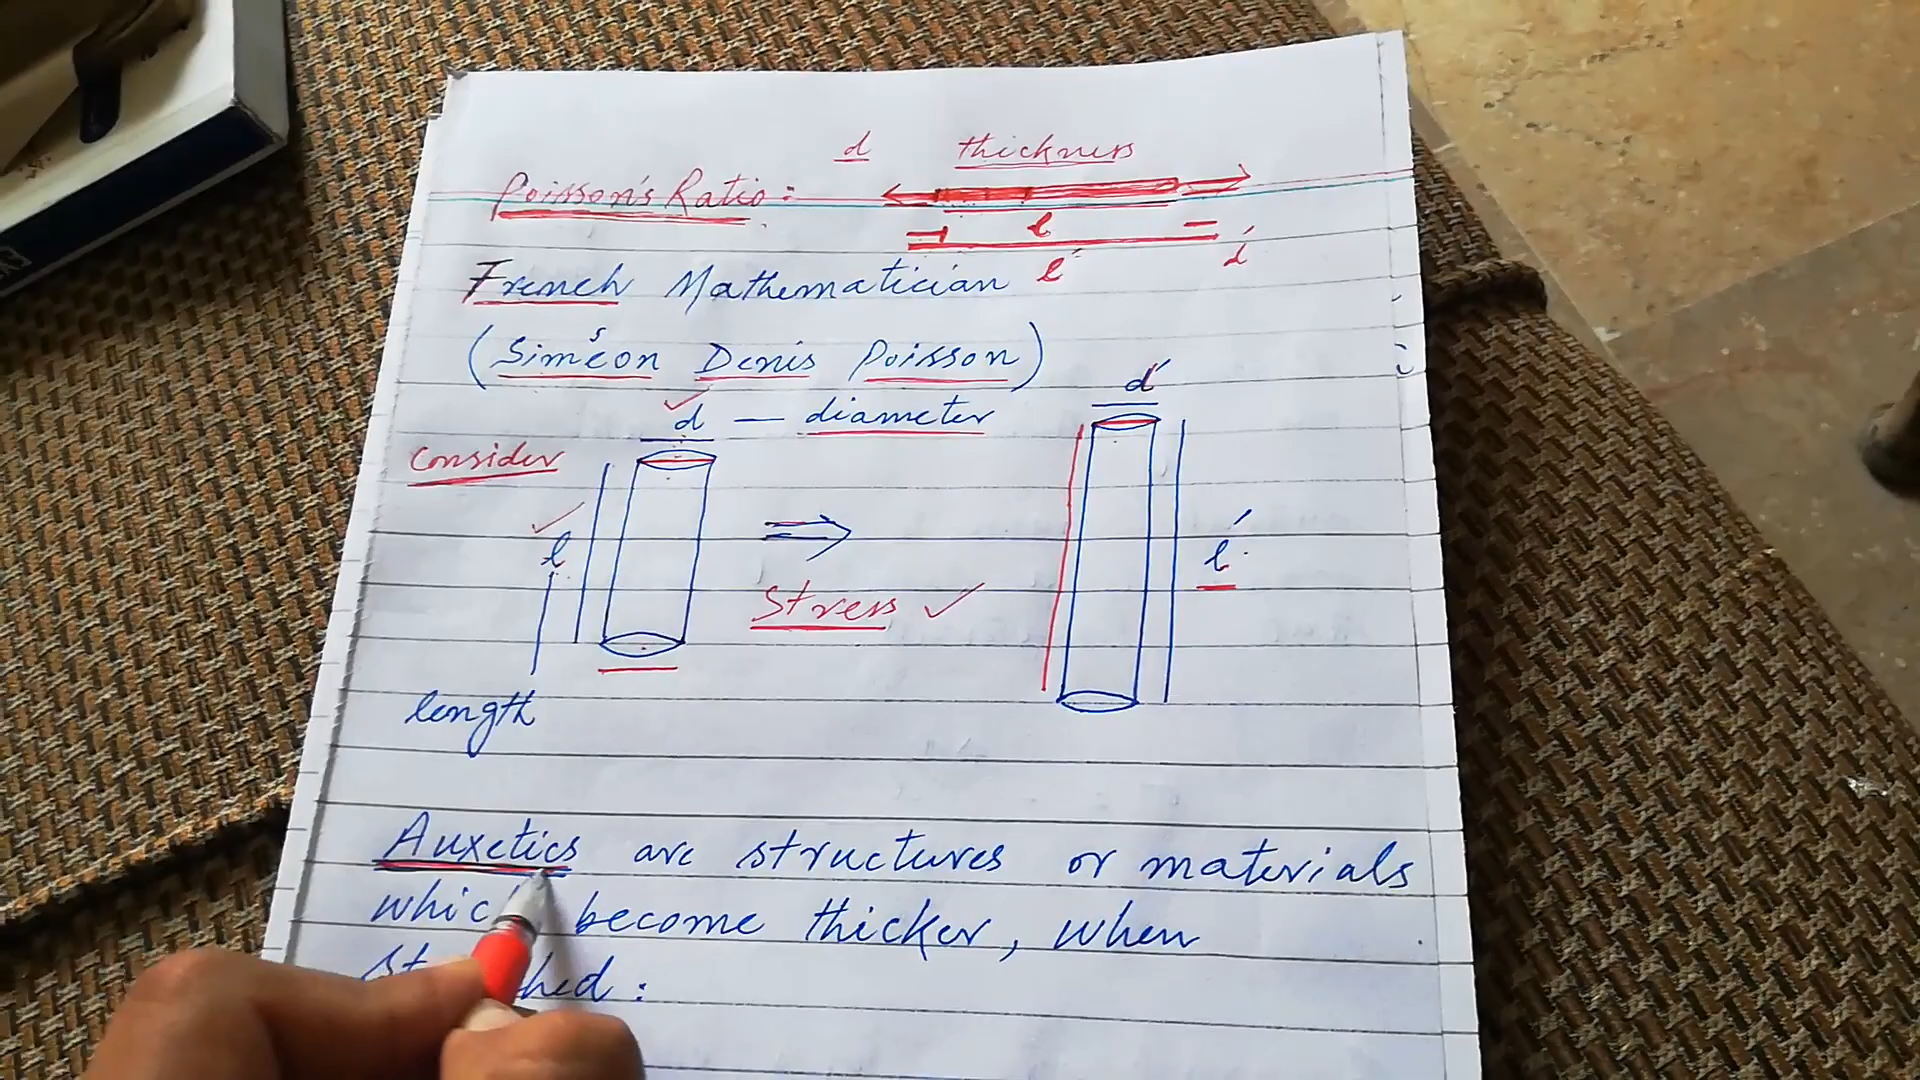 d thickness
Poisson's Ratio:
l
l' d'
French Mathematician
s
(Siméon Denis Poisson)
d'
d — diameter
consider
l l'
Stress ✓
length
Auxetics are structures or materials
which become thicker, when